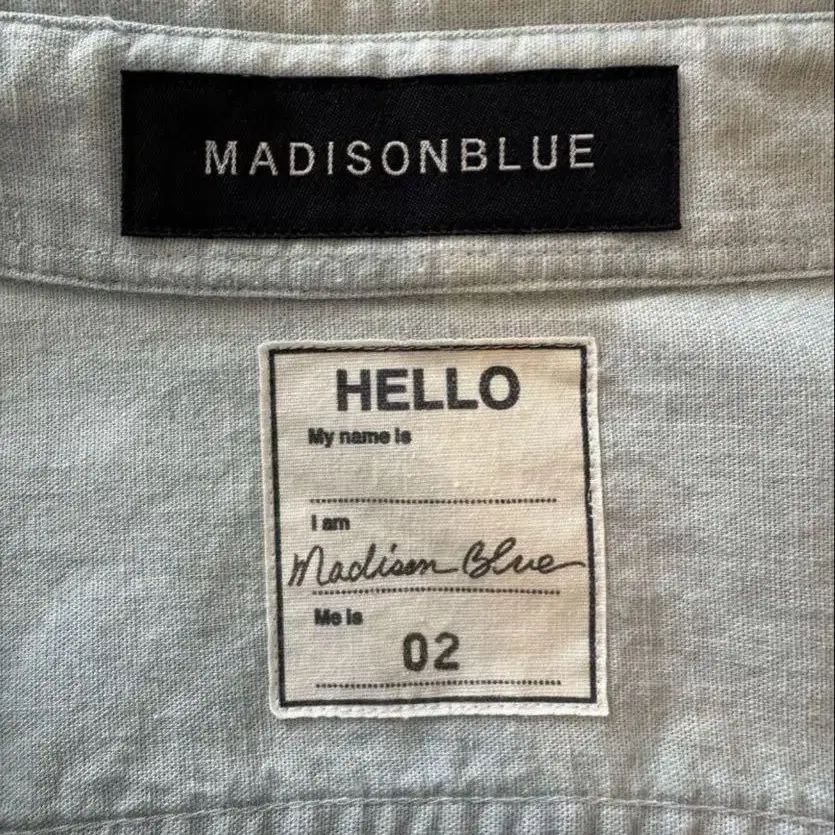 MADISONBLUE
HELLO
My name is
I am
Madison Blue
Me is
02